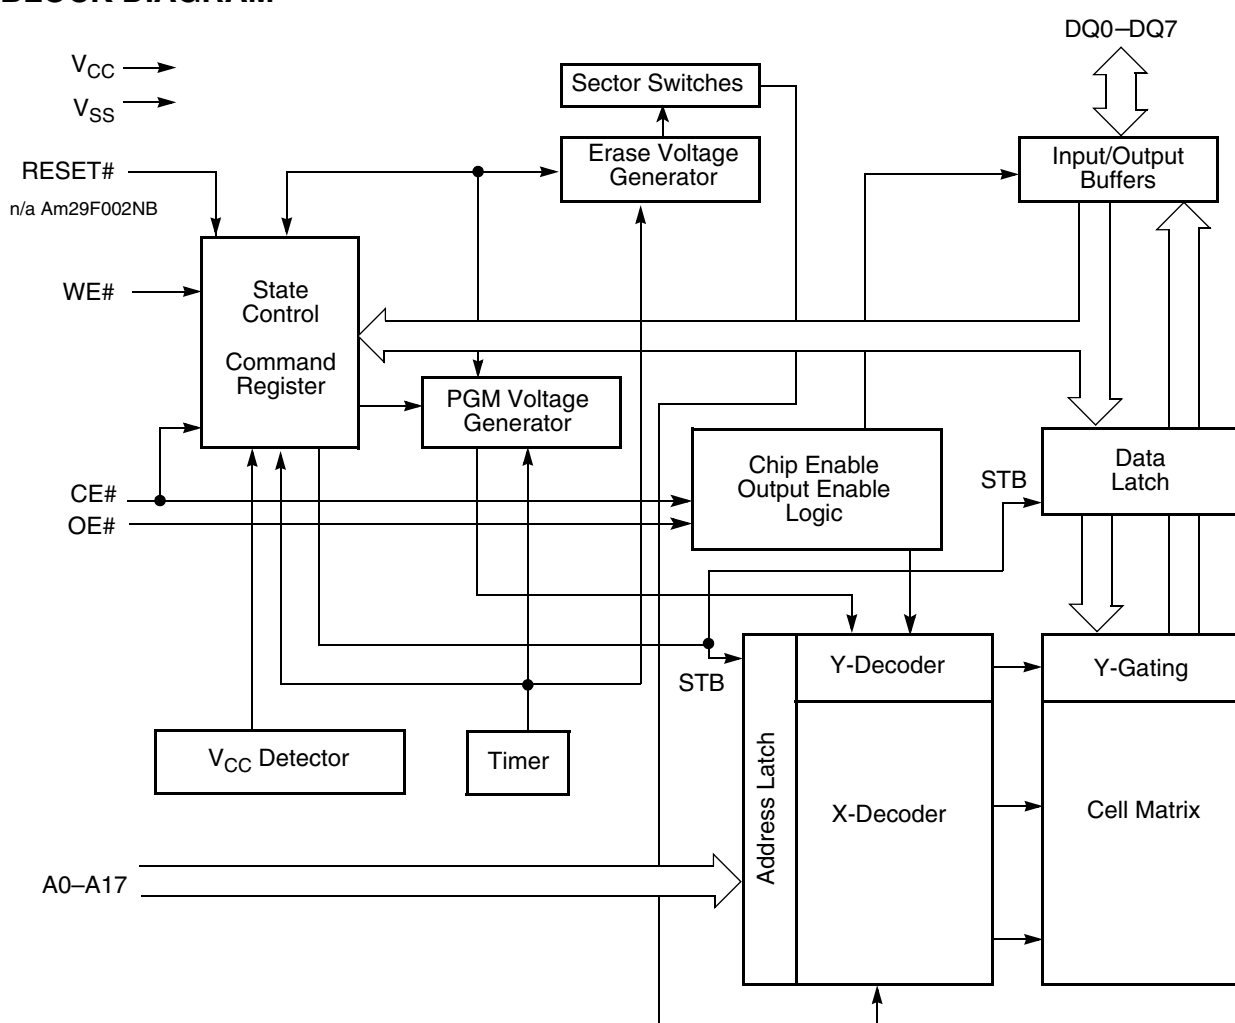 BLOCK DIAGRAM
DQ0–DQ7
VCC
VSS
Sector Switches
Erase Voltage
Generator
Input/Output
Buffers
RESET#
n/a Am29F002NB
WE#
State
Control
Command
Register
PGM Voltage
Generator
Chip Enable
Output Enable
Logic
STB
Data
Latch
CE#
OE#
STB
Y-Decoder
Y-Gating
VCC Detector
Timer
Address Latch
X-Decoder
Cell Matrix
A0–A17